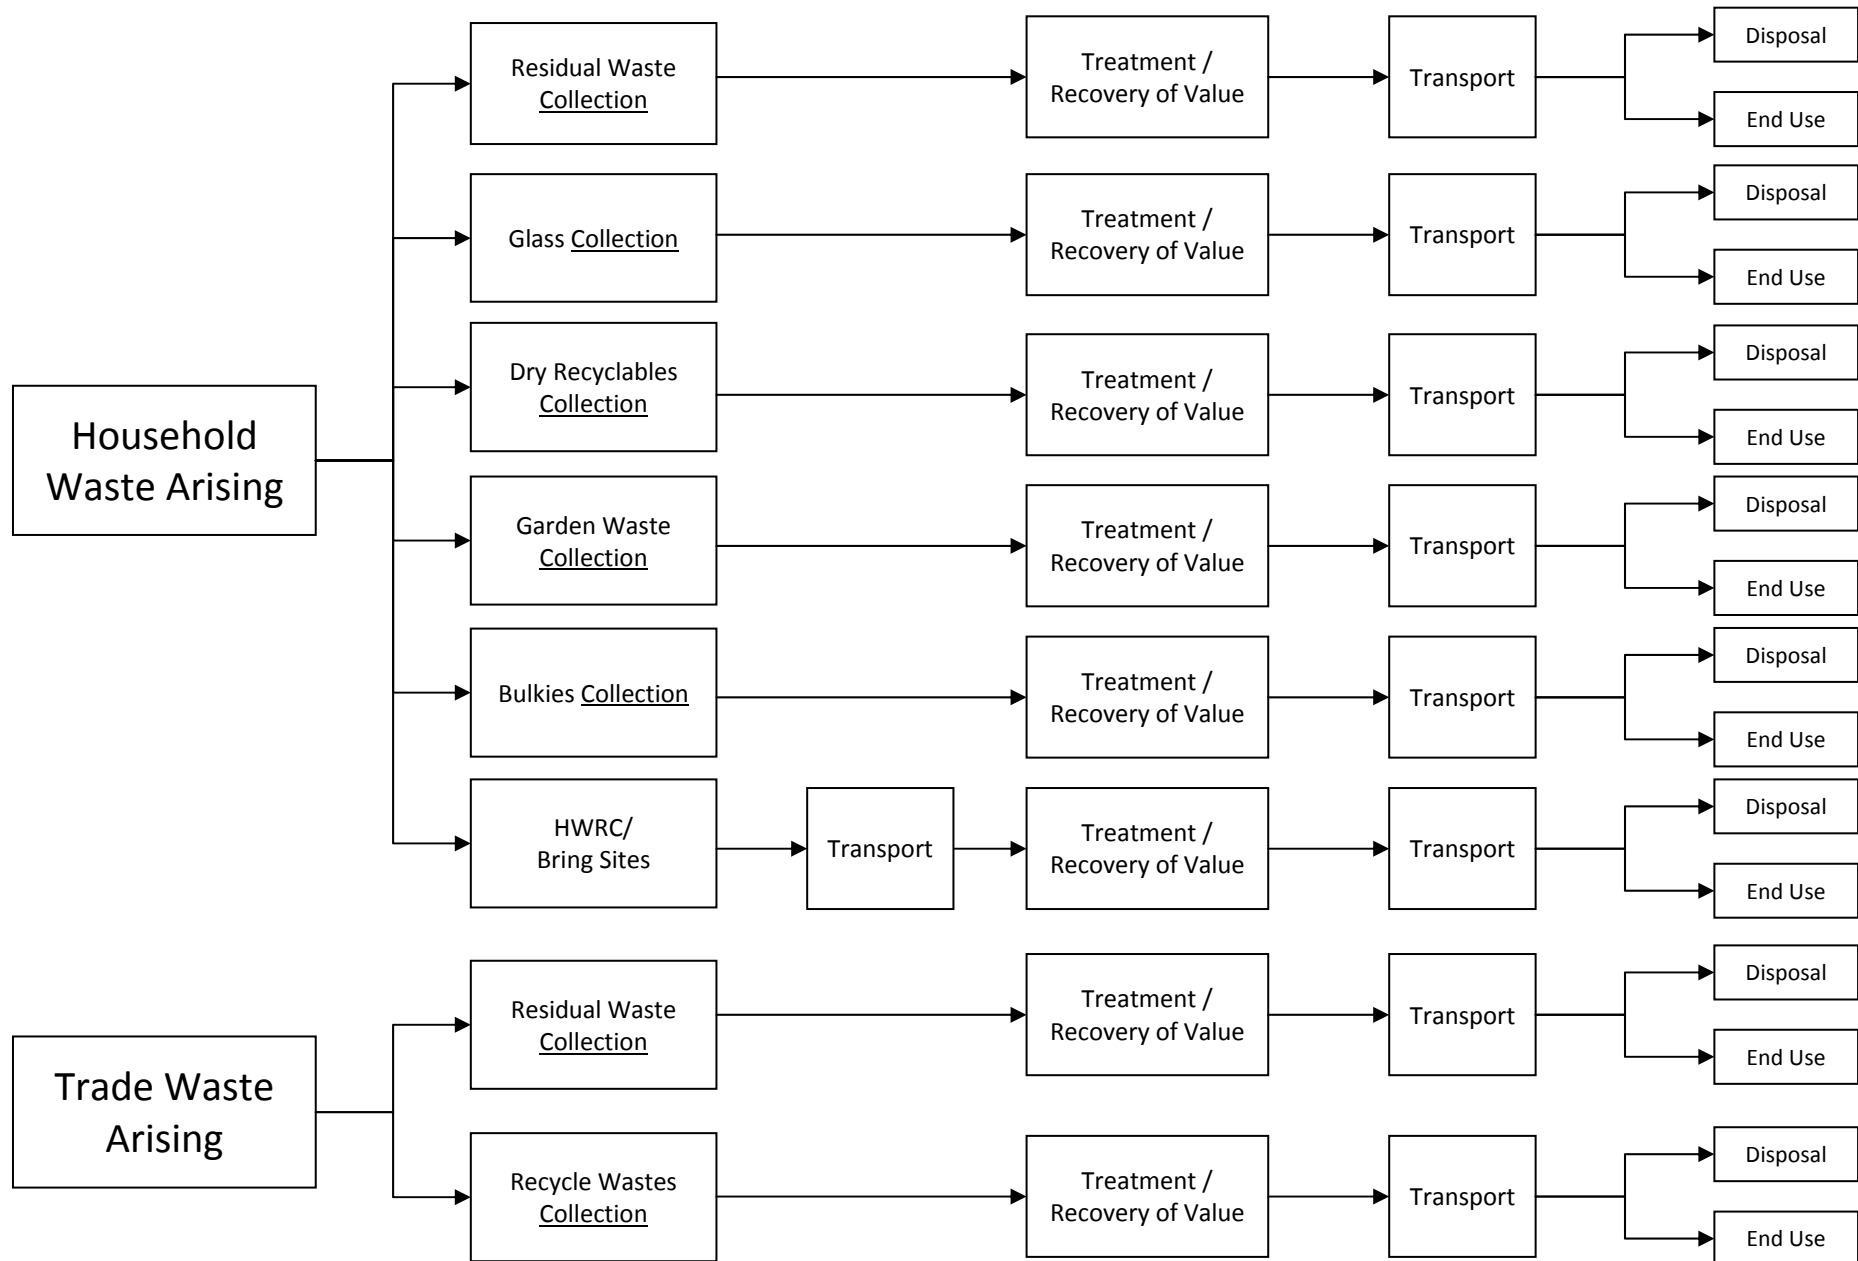 Residual Waste
Collection
Treatment /
Recovery of Value
Transport
Disposal
End Use
Glass Collection
Treatment /
Recovery of Value
Transport
Disposal
End Use
Dry Recyclables
Collection
Treatment /
Recovery of Value
Transport
Disposal
End Use
Household
Waste Arising
Garden Waste
Collection
Treatment /
Recovery of Value
Transport
Disposal
End Use
Bulkies Collection
Treatment /
Recovery of Value
Transport
Disposal
End Use
HWRC/
Bring Sites
Transport
Treatment /
Recovery of Value
Transport
Disposal
End Use
Trade Waste
Arising
Residual Waste
Collection
Treatment /
Recovery of Value
Transport
Disposal
End Use
Recycle Wastes
Collection
Treatment /
Recovery of Value
Transport
Disposal
End Use